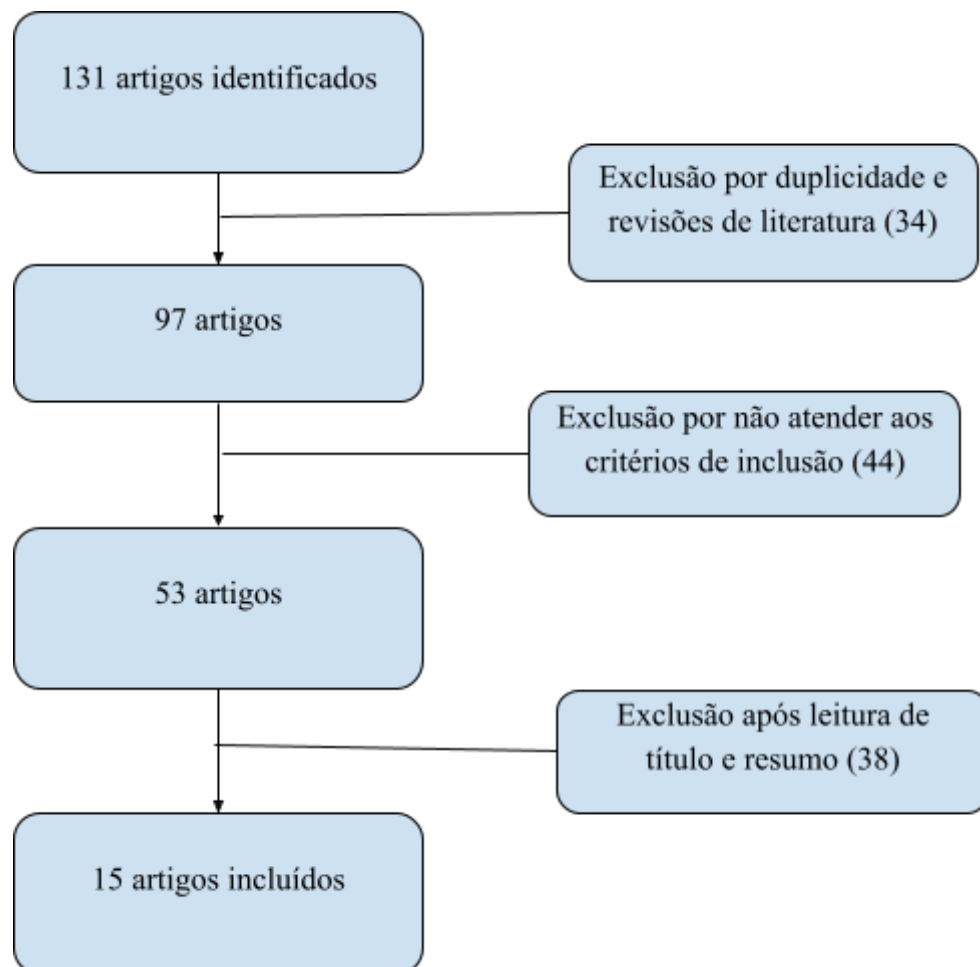 131 artigos identificados
Exclusão por duplicidade e
revisões de literatura (34)
97 artigos
Exclusão por não atender aos
critérios de inclusão (44)
53 artigos
Exclusão após leitura de
título e resumo (38)
15 artigos incluídos